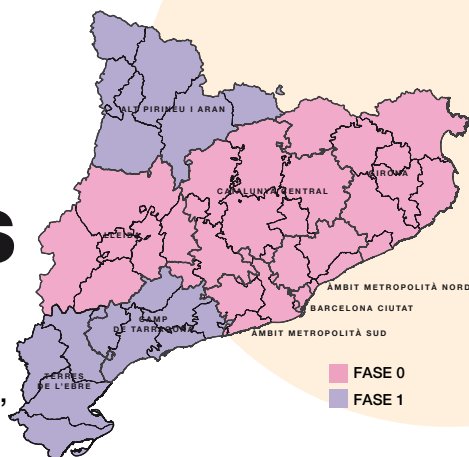 ALT PIRINEU I ARAN
CATALUNYA CENTRAL
GIRONA
S
LLEIDA
ÀMBIT METROPOLITÀ NORD
BARCELONA CIUTAT
CAMP
DE TARRAGONA
ÀMBIT METROPOLITÀ SUD
TERRES
DE L'EBRE
,
FASE 0
FASE 1